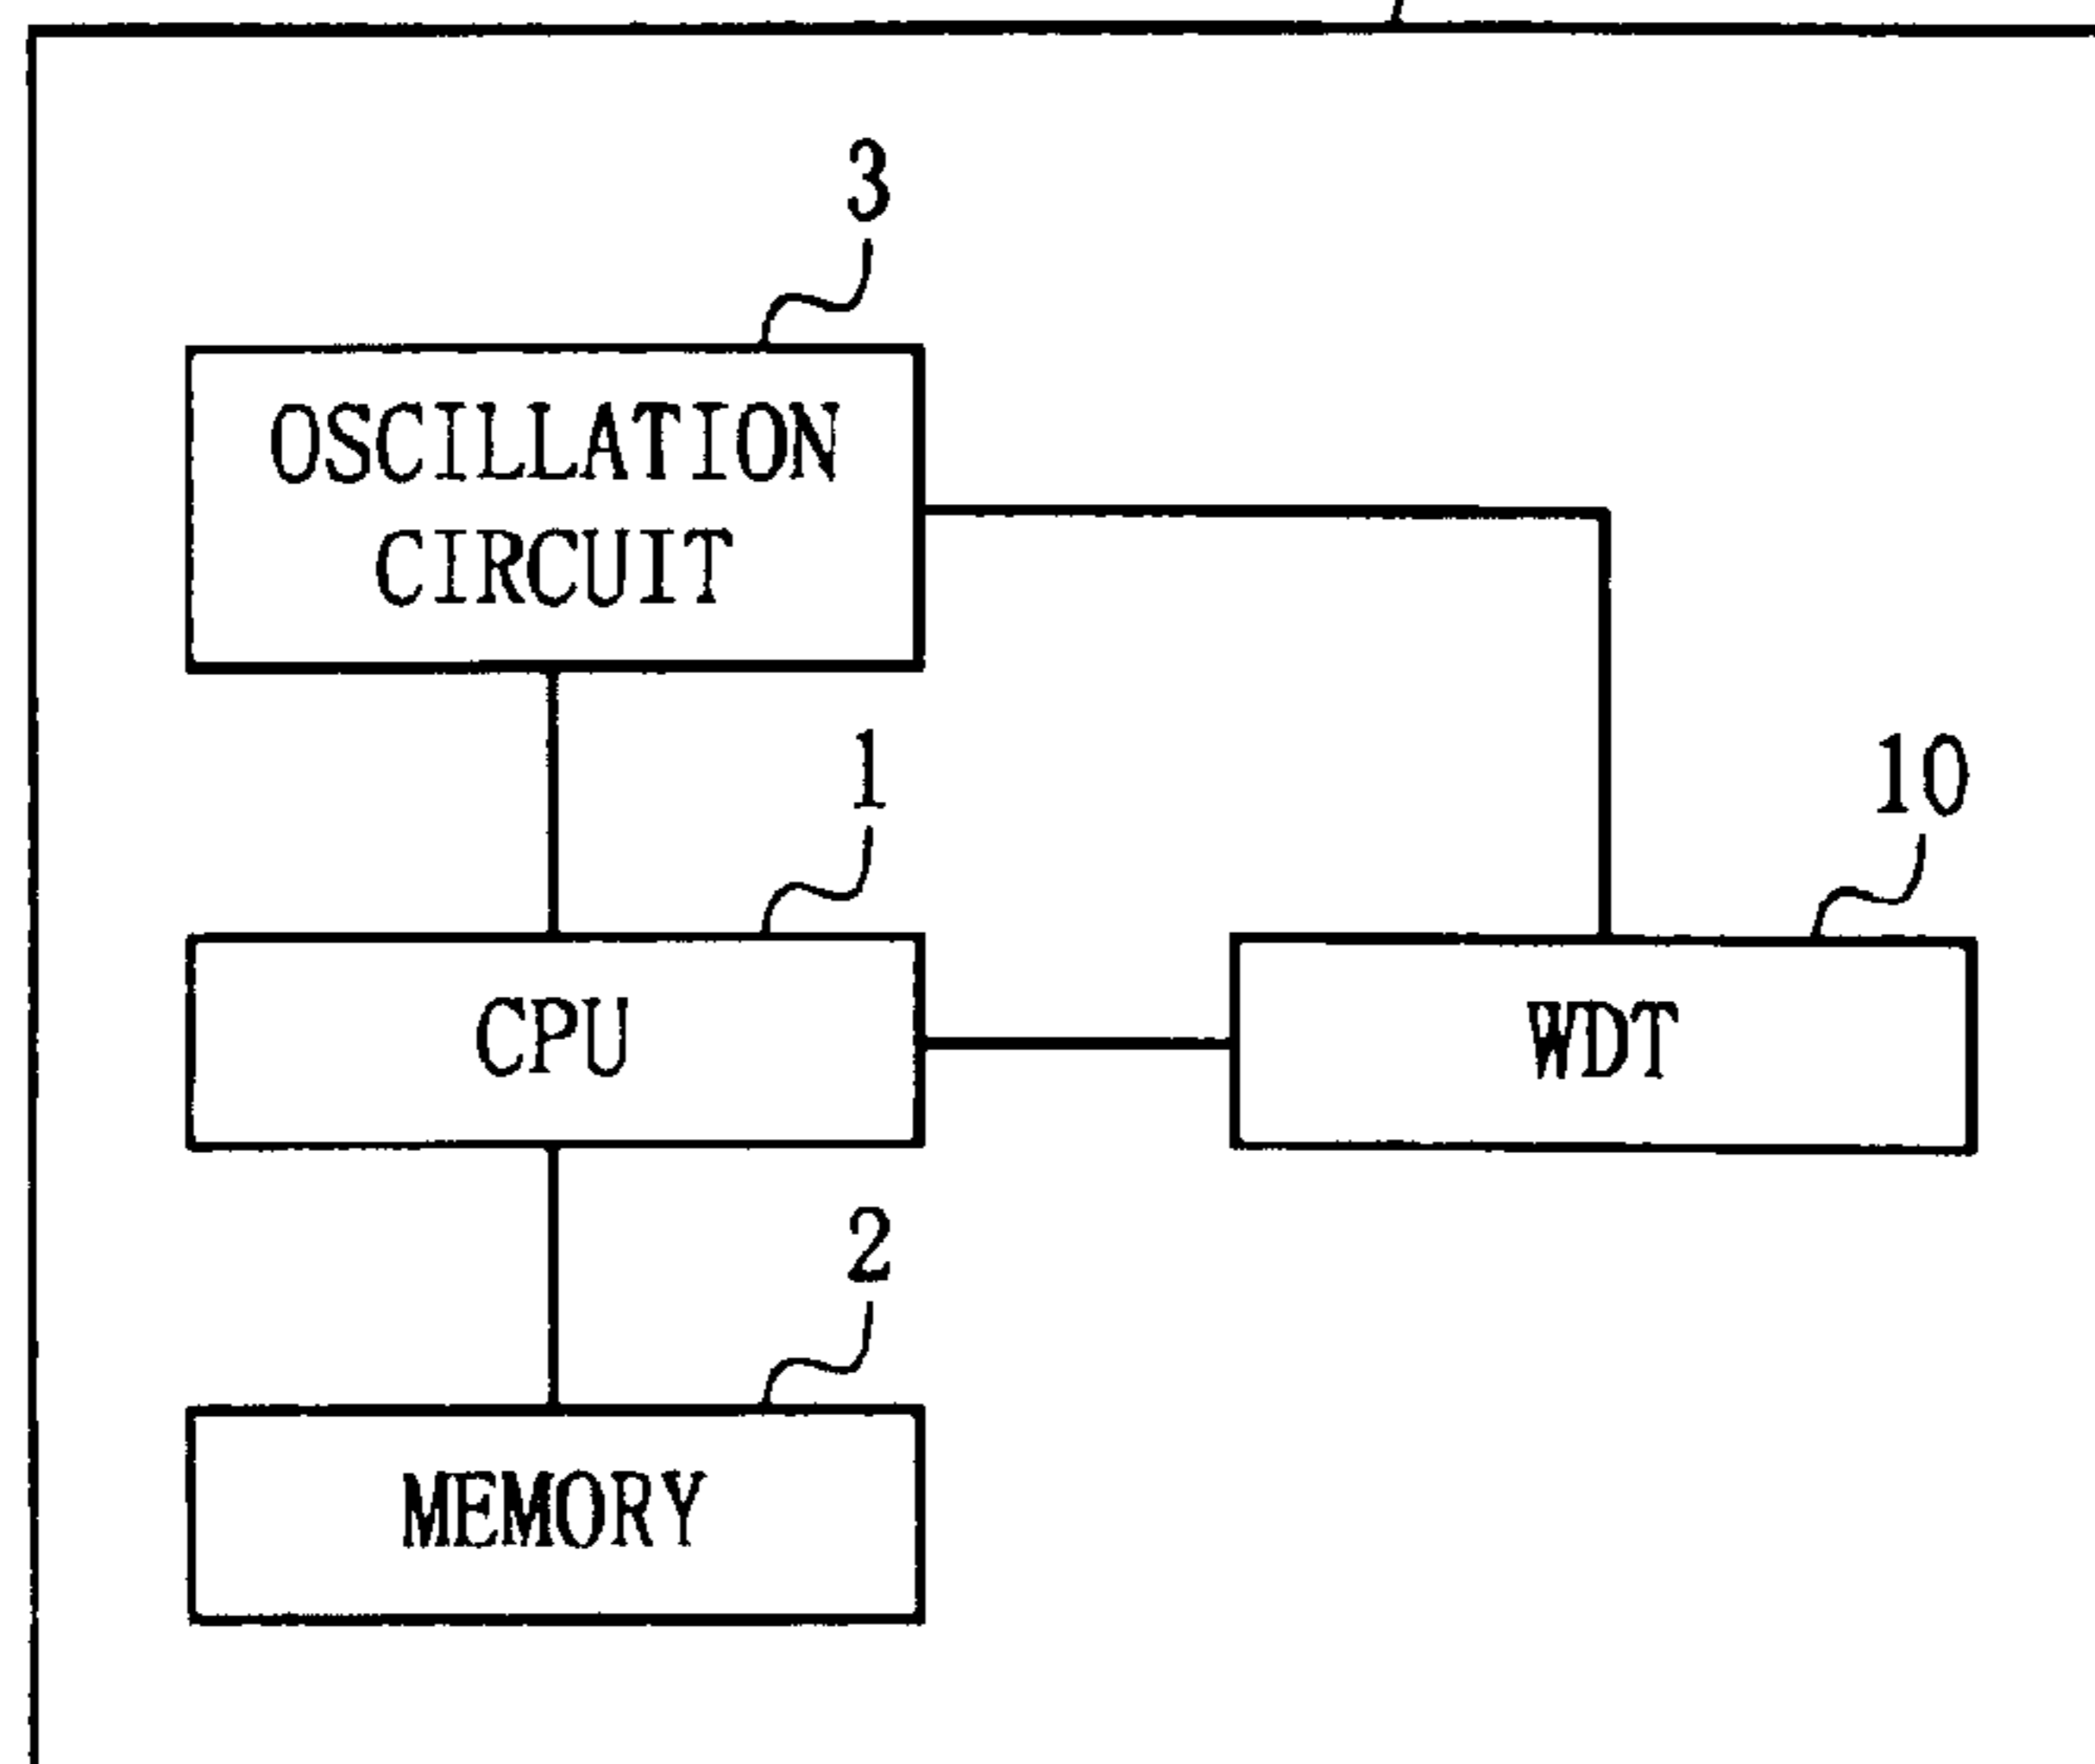 3
OSCILLATION
CIRCUIT
1
10
CPU
WDT
2
MEMORY